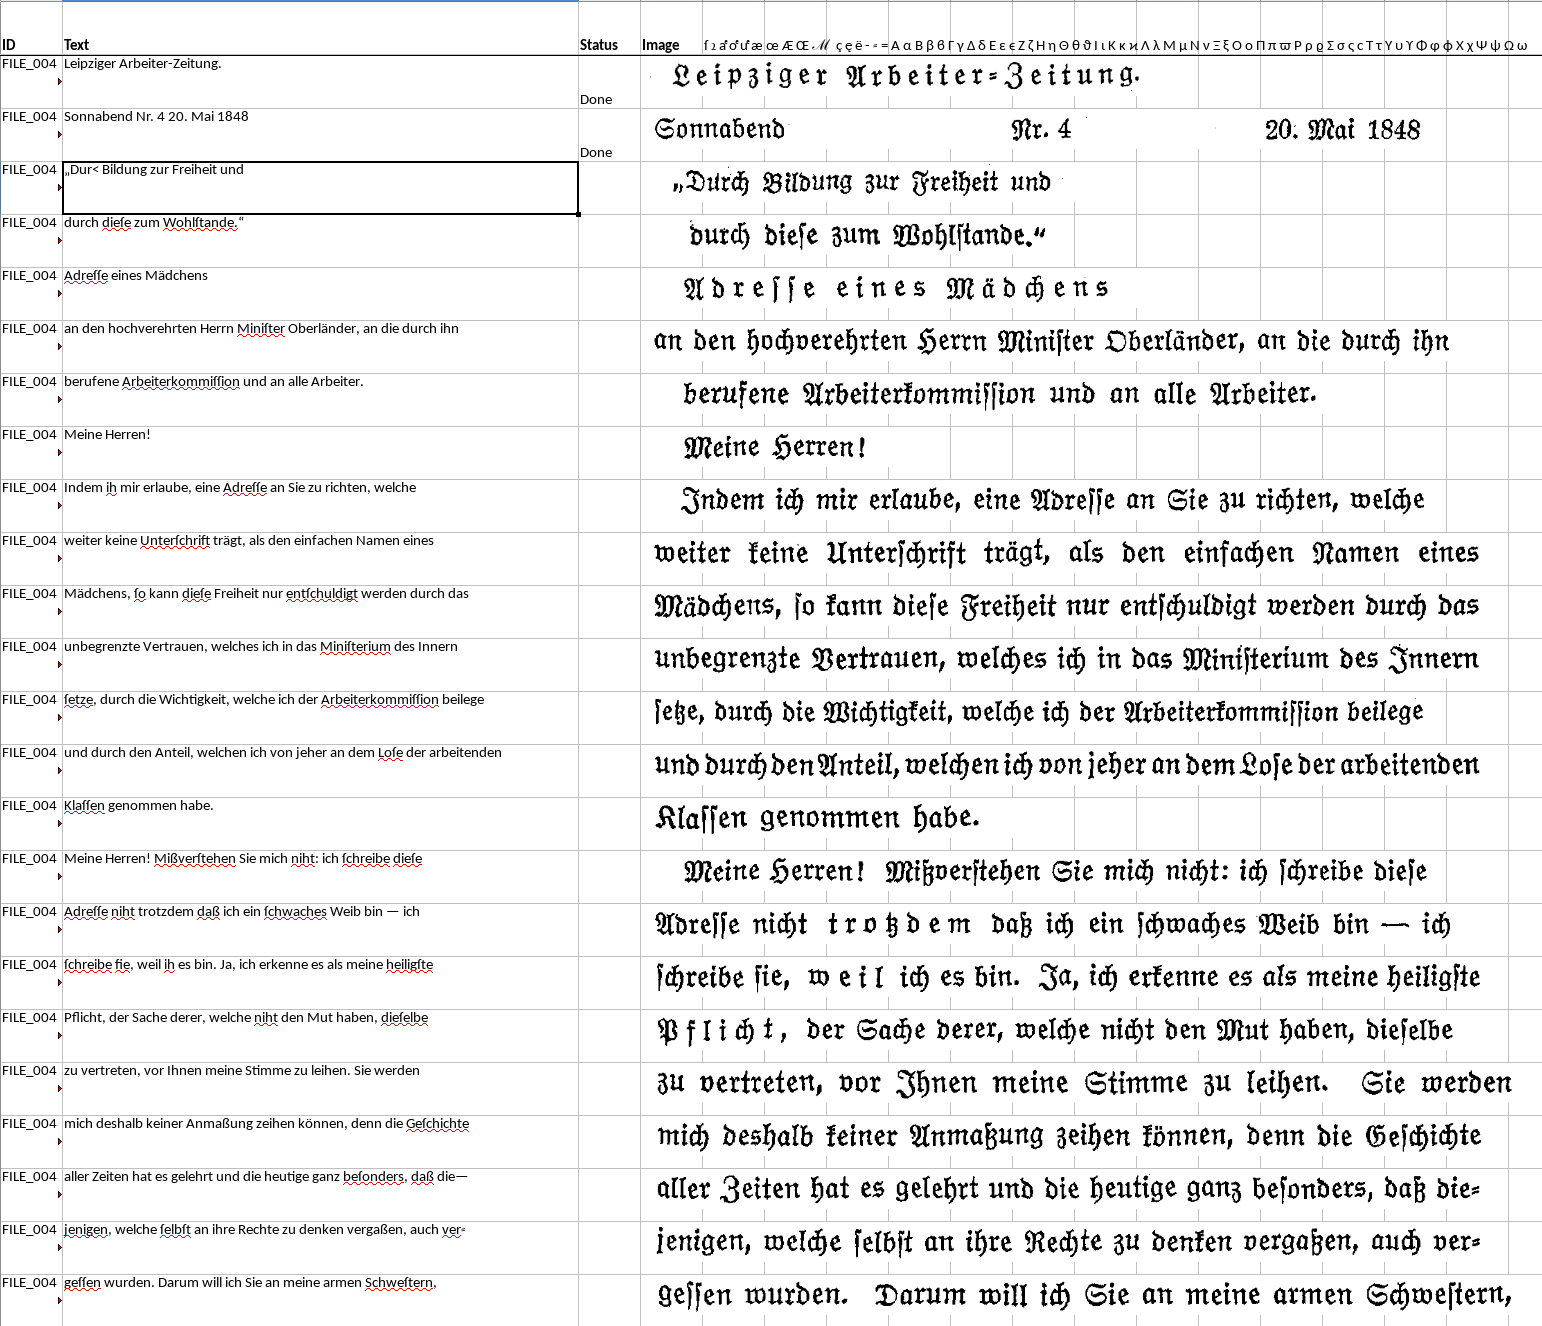 ID Text Status Image ſ ꝛ aͤ oͤ uͤ æ œ Æ Œ ℳ ç ę ë - ⸗ = Α α Β β ϐ Γ γ Δ δ Ε ε ϵ Ζ ζ Η η Θ θ ϑ Ι ι Κ κ ϰ Λ λ Μ μ Ν ν Ξ ξ Ο ο Π π ϖ Ρ ρ ϱ Σ σ ς c Τ τ Υ υ ϒ Φ φ ϕ Χ χ Ψ ψ Ω ω
FILE_004 Leipziger Arbeiter-Zeitung. Done Leipziger Arbeiter⸗Zeitung.
FILE_004 Sonnabend Nr. 4 20. Mai 1848 Done Sonnabend Nr. 4 20. Mai 1848
FILE_004 „Dur< Bildung zur Freiheit und „Durch Bildung zur Freiheit und
FILE_004 durch dieſe zum Wohlſtande.“ durch dieſe zum Wohlſtande.“
FILE_004 Adreſſe eines Mädchens Adreſſe eines Mädchens
FILE_004 an den hochverehrten Herrn Miniſter Oberländer, an die durch ihn an den hochverehrten Herrn Miniſter Oberländer, an die durch ihn
FILE_004 berufene Arbeiterkommiſſion und an alle Arbeiter. berufene Arbeiterkommiſſion und an alle Arbeiter.
FILE_004 Meine Herren! Meine Herren!
FILE_004 Indem ih mir erlaube, eine Adreſſe an Sie zu richten, welche Indem ich mir erlaube, eine Adreſſe an Sie zu richten, welche
FILE_004 weiter keine Unterſchrift trägt, als den einfachen Namen eines weiter keine Unterſchrift trägt, als den einfachen Namen eines
FILE_004 Mädchens, ſo kann dieſe Freiheit nur entſchuldigt werden durch das Mädchens, ſo kann dieſe Freiheit nur entſchuldigt werden durch das
FILE_004 unbegrenzte Vertrauen, welches ich in das Miniſterium des Innern unbegrenzte Vertrauen, welches ich in das Miniſterium des Innern
FILE_004 ſetze, durch die Wichtigkeit, welche ich der Arbeiterkommiſſion beilege ſetze, durch die Wichtigkeit, welche ich der Arbeiterkommiſſion beilege
FILE_004 und durch den Anteil, welchen ich von jeher an dem Loſe der arbeitenden und durch den Anteil, welchen ich von jeher an dem Loſe der arbeitenden
FILE_004 Klaſſen genommen habe. Klaſſen genommen habe.
FILE_004 Meine Herren! Mißverſtehen Sie mich niht: ich ſchreibe dieſe Meine Herren! Mißverſtehen Sie mich nicht: ich ſchreibe dieſe
FILE_004 Adreſſe niht trotzdem daß ich ein ſchwaches Weib bin — ich Adreſſe nicht trotzdem daß ich ein ſchwaches Weib bin — ich
FILE_004 ſchreibe ſie, weil ih es bin. Ja, ich erkenne es als meine heiligſte ſchreibe ſie, weil ich es bin. Ja, ich erkenne es als meine heiligſte
FILE_004 Pflicht, der Sache derer, welche niht den Mut haben, dieſelbe Pflicht, der Sache derer, welche nicht den Mut haben, dieſelbe
FILE_004 zu vertreten, vor Ihnen meine Stimme zu leihen. Sie werden zu vertreten, vor Ihnen meine Stimme zu leihen. Sie werden
FILE_004 mich deshalb keiner Anmaßung zeihen können, denn die Geſchichte mich deshalb keiner Anmaßung zeihen können, denn die Geſchichte
FILE_004 aller Zeiten hat es gelehrt und die heutige ganz beſonders, daß die— aller Zeiten hat es gelehrt und die heutige ganz beſonders, daß die⸗
FILE_004 jenigen, welche ſelbſt an ihre Rechte zu denken vergaßen, auch ver⸗ jenigen, welche ſelbſt an ihre Rechte zu denken vergaßen, auch ver⸗
FILE_004 geſſen wurden. Darum will ich Sie an meine armen Schweſtern, geſſen wurden. Darum will ich Sie an meine armen Schweſtern,